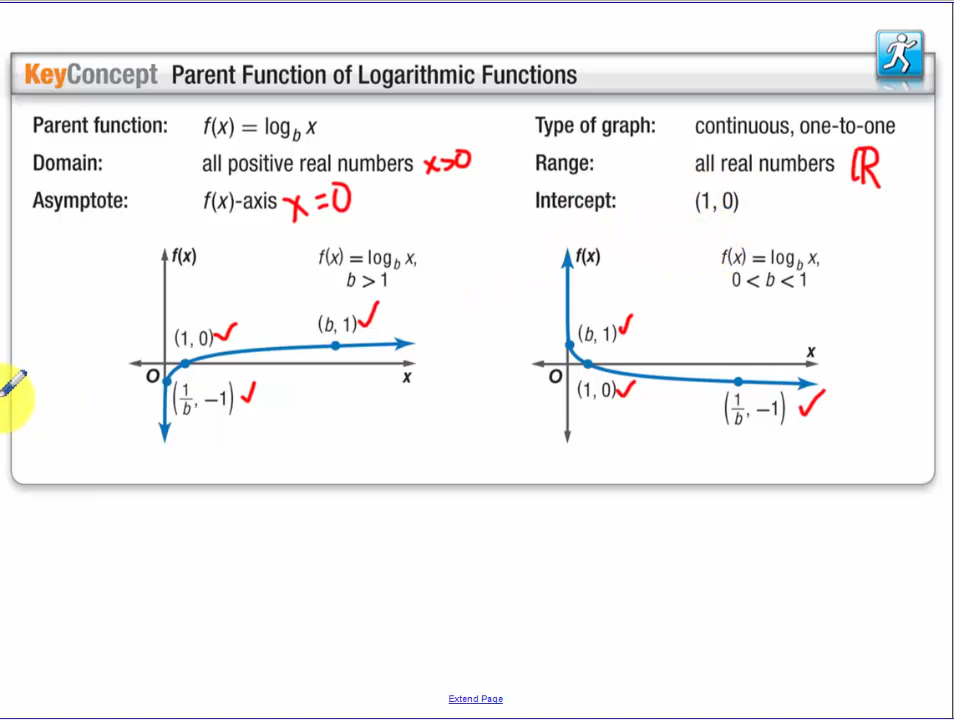 KeyConcept Parent Function of Logarithmic Functions
Parent function: f(x) = log_b x
Type of graph: continuous, one-to-one
Domain: all positive real numbers x>0
Range: all real numbers ℝ
Asymptote: f(x)-axis x=0
Intercept: (1, 0)
f(x)
f(x) = log_b x,
b > 1
(1, 0)
(b, 1)
O
x
(1/b, −1)
f(x)
f(x) = log_b x,
0 < b < 1
(b, 1)
x
O
(1, 0)
(1/b, −1)
Extend Page